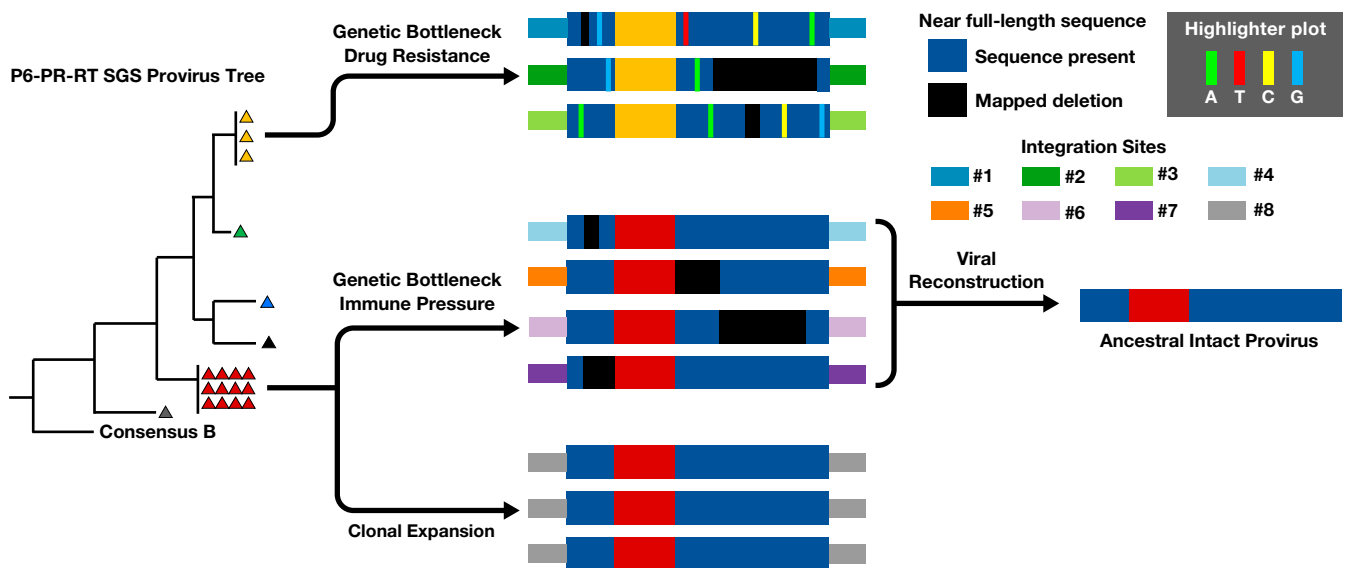 P6-PR-RT SGS Provirus Tree
Consensus B
Genetic Bottleneck
Drug Resistance
Genetic Bottleneck
Immune Pressure
Clonal Expansion
Near full-length sequence
Sequence present
Mapped deletion
Highlighter plot
A T C G
Integration Sites
#1 #2 #3 #4
#5 #6 #7 #8
Viral
Reconstruction
Ancestral Intact Provirus